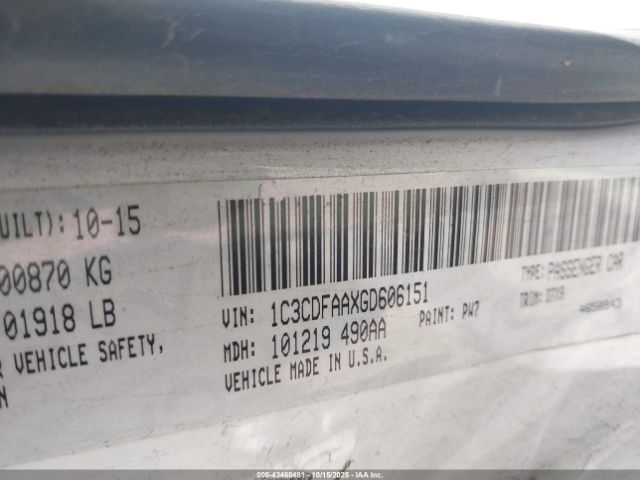 UILT): 10-15
00870 KG
01918 LB
R VEHICLE SAFETY,
N
VIN: 1C3CDFAAXGD606151
MDH: 101219 490AA
PAINT: PW7
VEHICLE MADE IN U.S.A.
TYPE: PASSENGER CAR
TRIM:
000-43468481 - 10/15/2025 - IAA Inc.